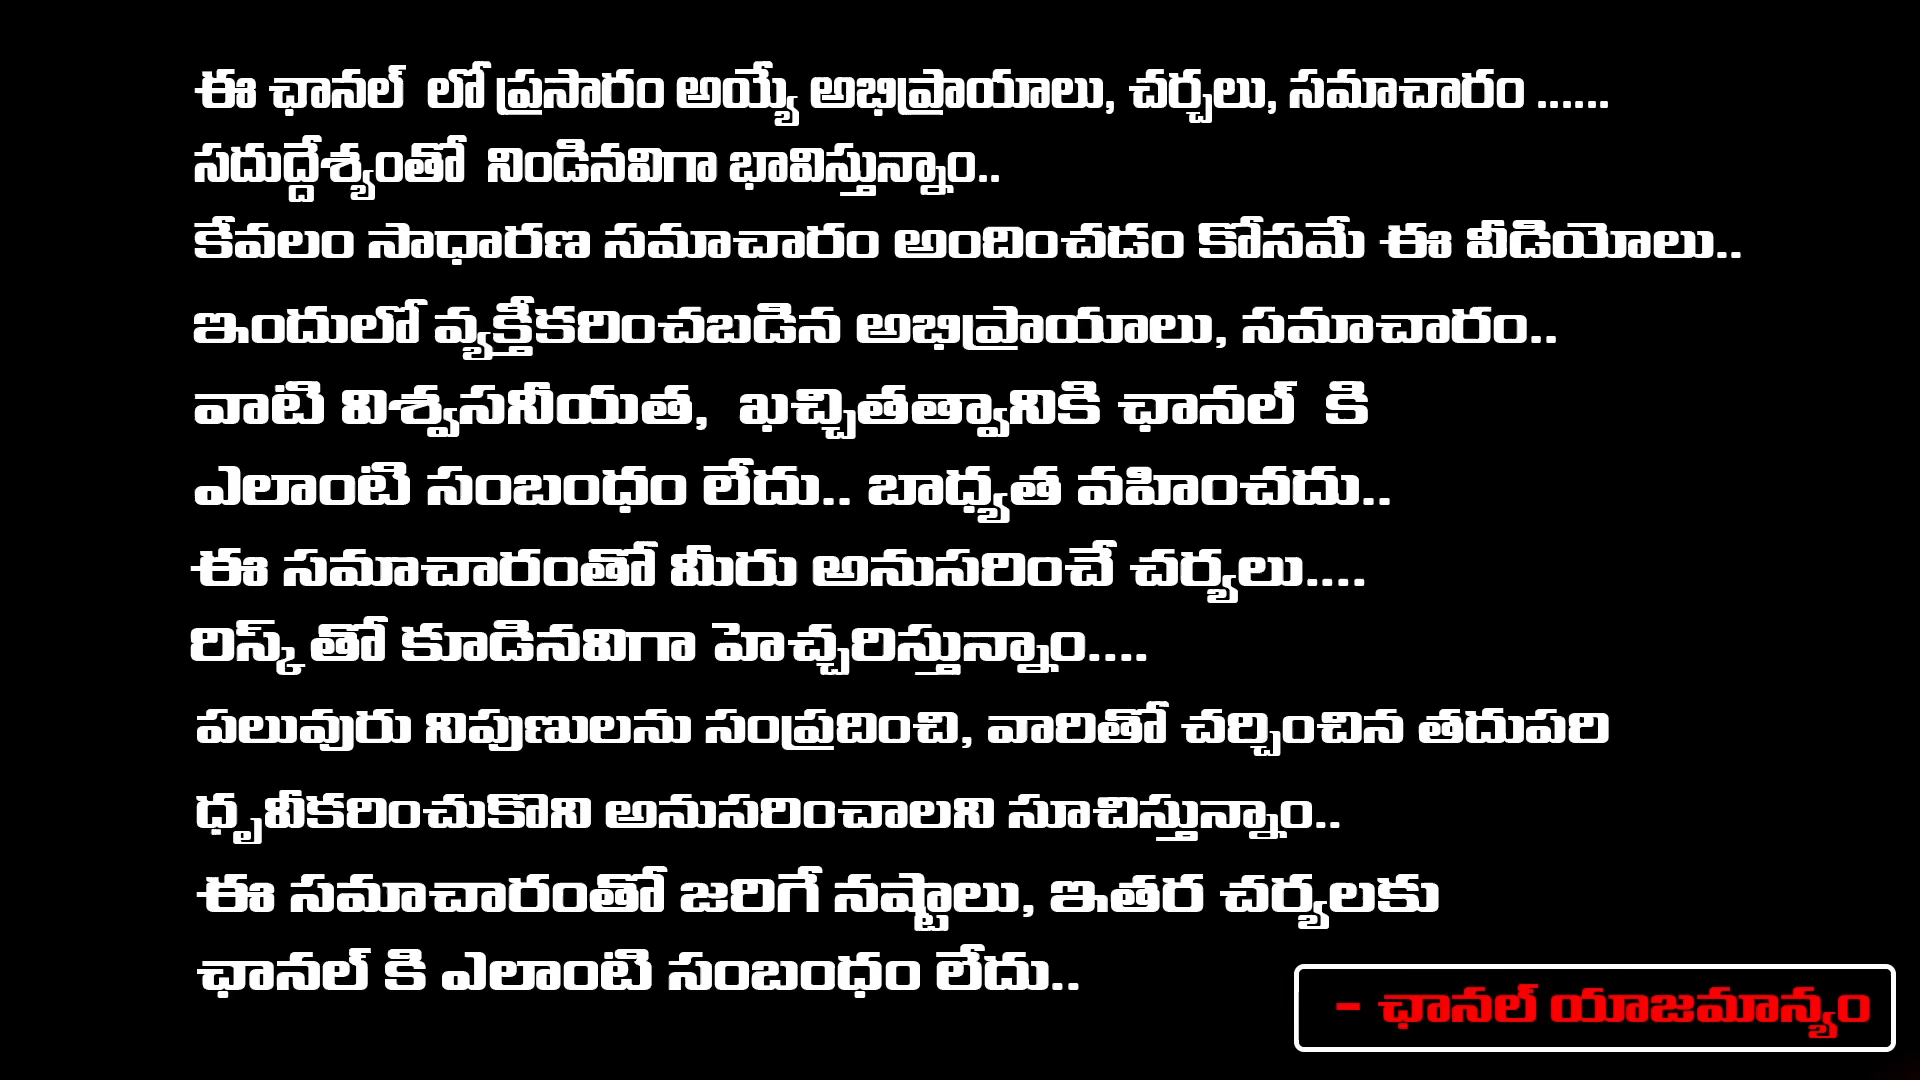 ఈ ఛానల్ లో ప్రసారం అయ్యే అభిప్రాయాలు, చర్చలు, సమాచారం ......
సదుద్దేశ్యంతో నిండినవిగా భావిస్తున్నాం..
కేవలం సాధారణ సమాచారం అందించడం కోసమే ఈ వీడియోలు..
ఇందులో వ్యక్తీకరించబడిన అభిప్రాయాలు, సమాచారం..
వాటి విశ్వసనీయత, ఖచ్చితత్వానికి ఛానల్ కి
ఎలాంటి సంబంధం లేదు.. బాధ్యత వహించదు..
ఈ సమాచారంతో మీరు అనుసరించే చర్యలు....
రిస్క్ తో కూడినవిగా హెచ్చరిస్తున్నాం....
పలువురు నిపుణులను సంప్రదించి, వారితో చర్చించిన తదుపరి
ధృవీకరించుకొని అనుసరించాలని సూచిస్తున్నాం..
ఈ సమాచారంతో జరిగే నష్టాలు, ఇతర చర్యలకు
ఛానల్ కి ఎలాంటి సంబంధం లేదు..
- ఛానల్ యాజమాన్యం